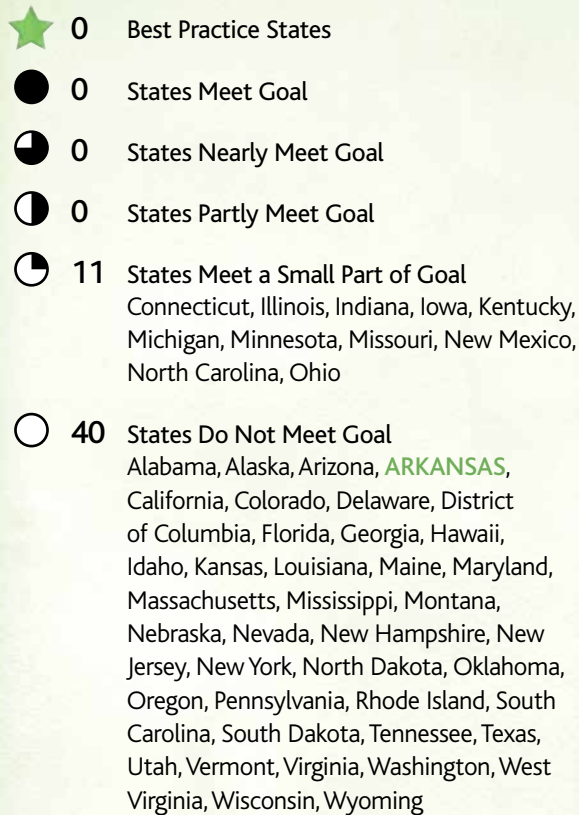 0 Best Practice States
0 States Meet Goal
0 States Nearly Meet Goal
0 States Partly Meet Goal
11 States Meet a Small Part of Goal
Connecticut, Illinois, Indiana, Iowa, Kentucky,
Michigan, Minnesota, Missouri, New Mexico,
North Carolina, Ohio
40 States Do Not Meet Goal
Alabama, Alaska, Arizona, ARKANSAS,
California, Colorado, Delaware, District
of Columbia, Florida, Georgia, Hawaii,
Idaho, Kansas, Louisiana, Maine, Maryland,
Massachusetts, Mississippi, Montana,
Nebraska, Nevada, New Hampshire, New
Jersey, New York, North Dakota, Oklahoma,
Oregon, Pennsylvania, Rhode Island, South
Carolina, South Dakota, Tennessee, Texas,
Utah, Vermont, Virginia, Washington, West
Virginia, Wisconsin, Wyoming